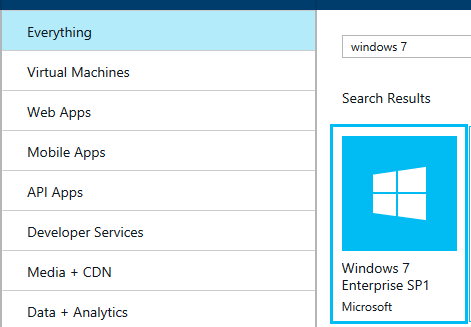 Everything
Virtual Machines
Web Apps
Mobile Apps
API Apps
Developer Services
Media + CDN
Data + Analytics
windows 7
Search Results
Windows 7
Enterprise SP1
Microsoft